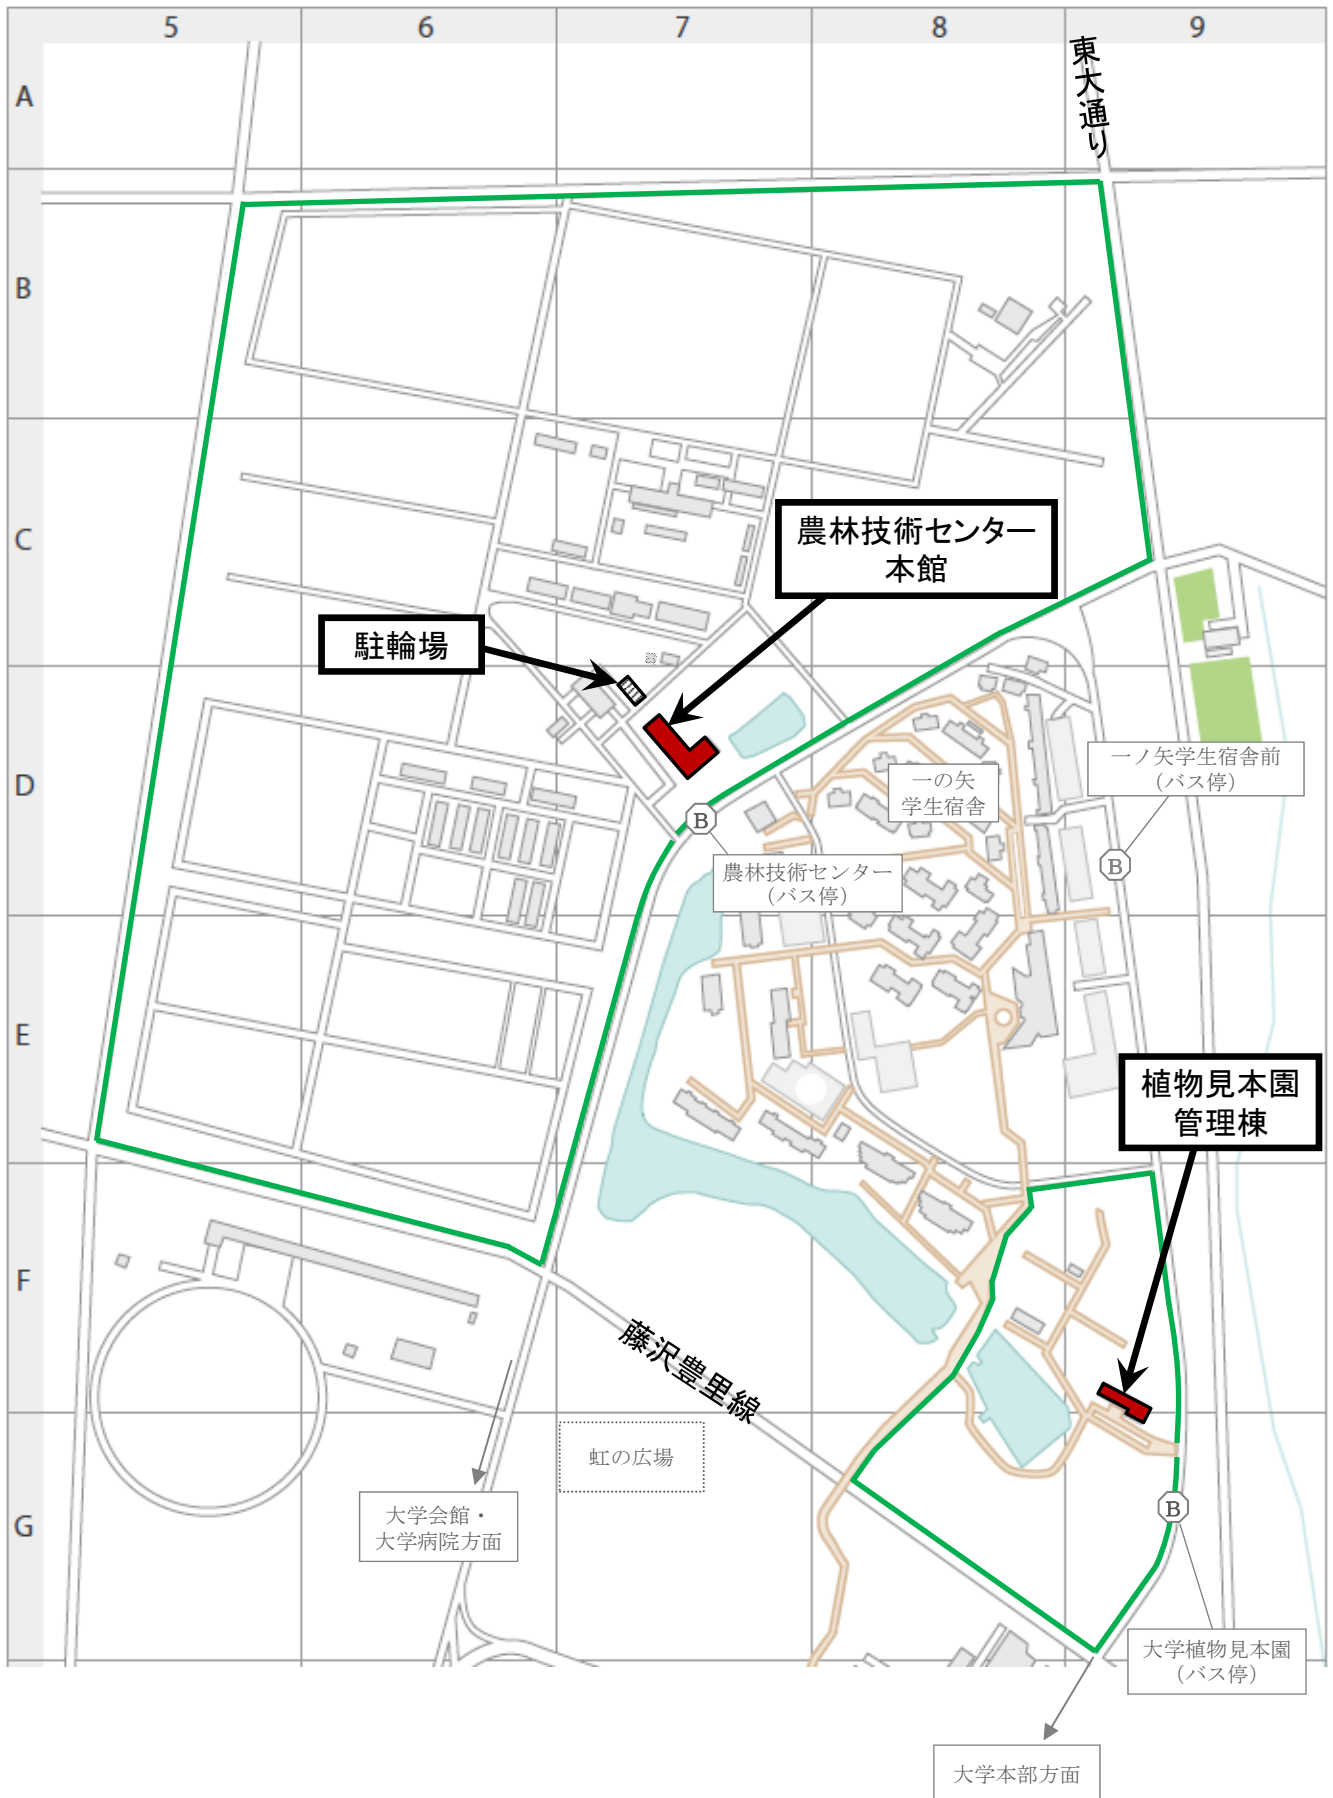 5
6
7
8
9
A
B
C
D
E
F
G
東大通り
農林技術センター
本館
駐輪場
一ノ矢学生宿舎前
（バス停）
一の矢
学生宿舎
B
B
農林技術センター
（バス停）
植物見本園
管理棟
藤沢豊里線
虹の広場
大学会館・
大学病院方面
B
大学植物見本園
（バス停）
大学本部方面